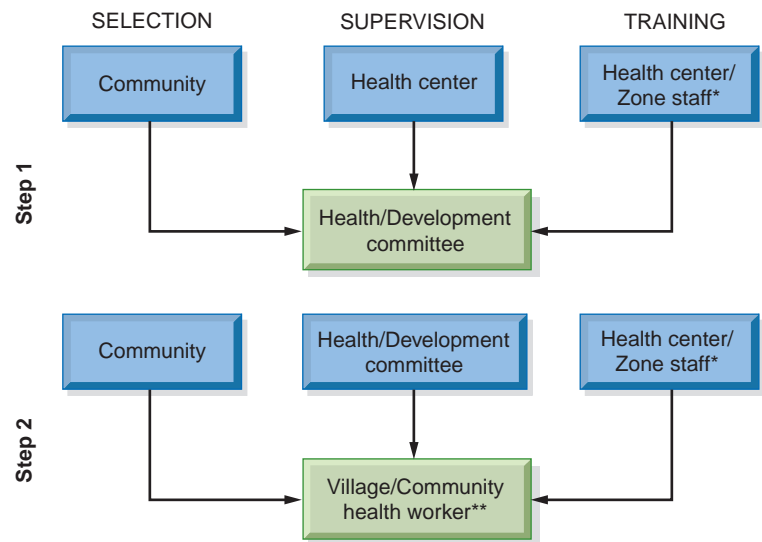 SELECTION
SUPERVISION
TRAINING
Step 1
Community
Health center
Health center/
Zone staff*
Health/Development
committee
Step 2
Community
Health/Development
committee
Health center/
Zone staff*
Village/Community
health worker**